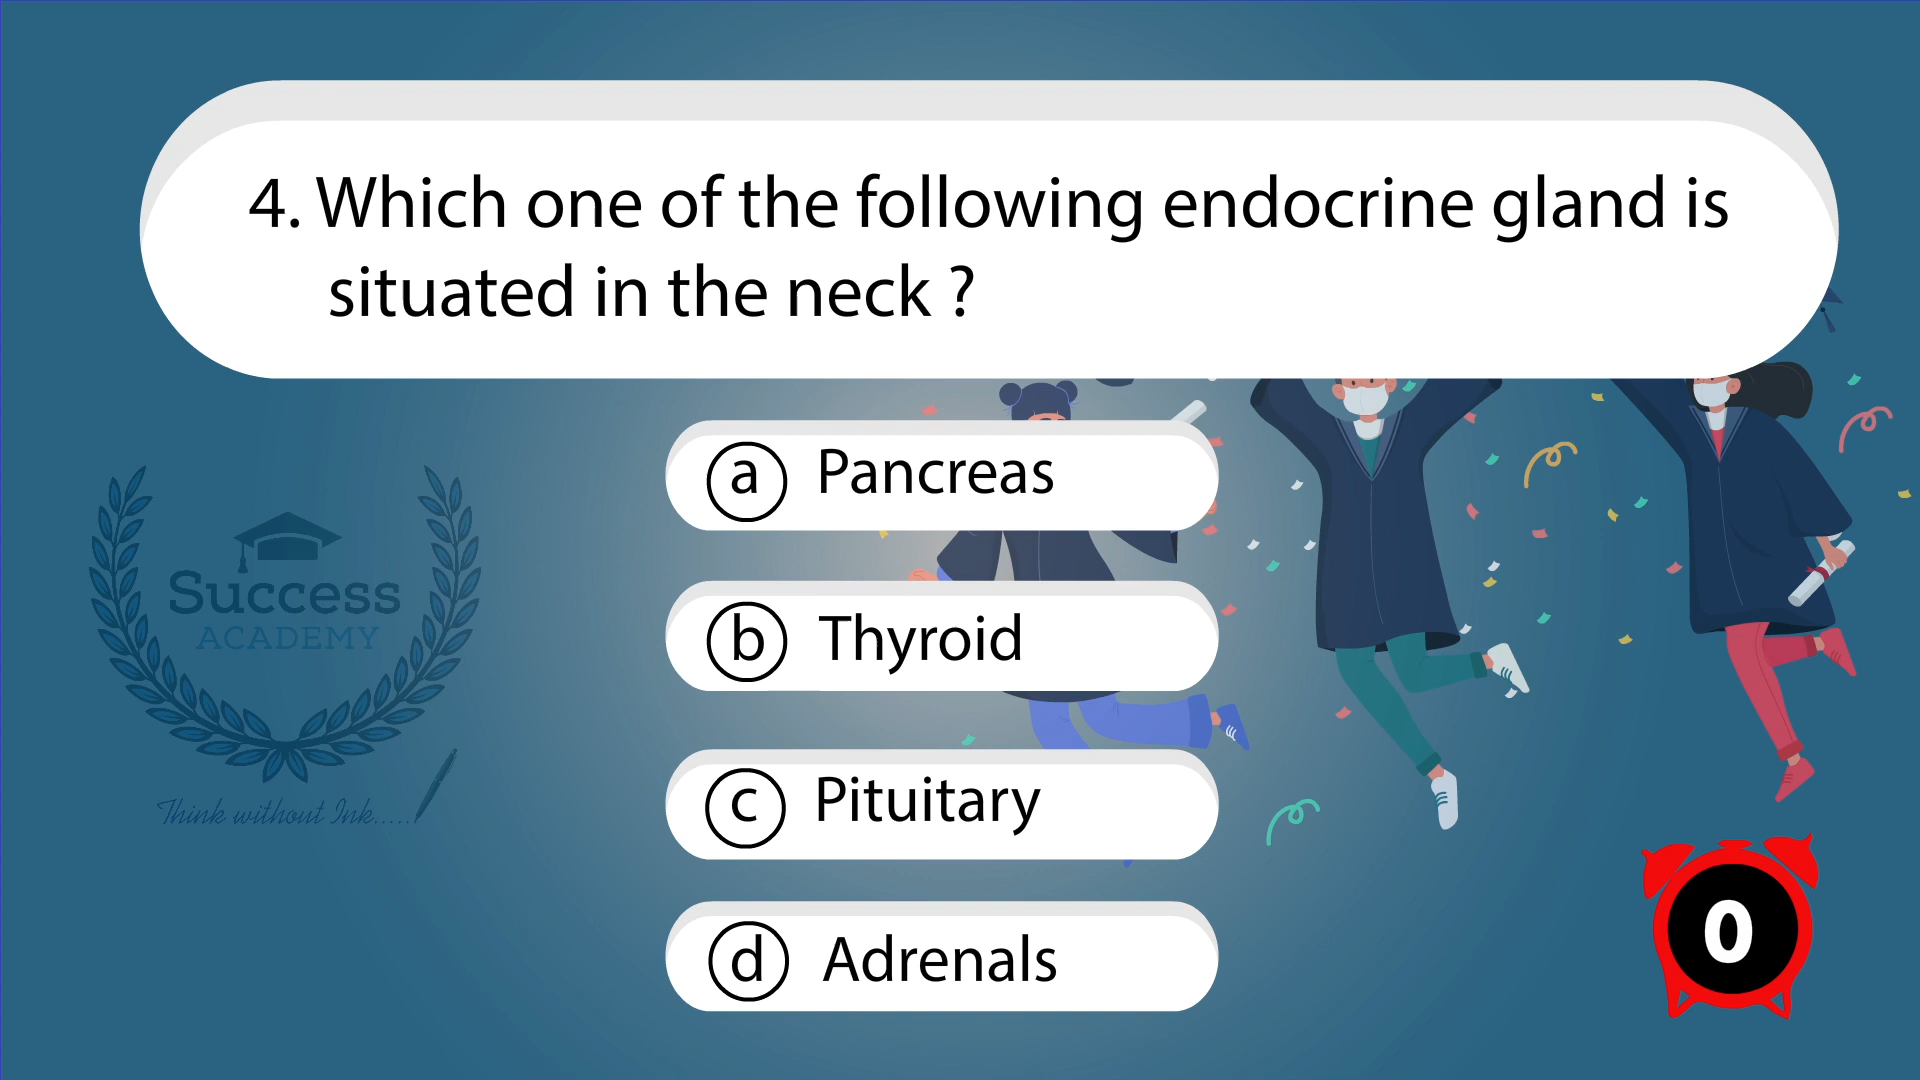 4. Which one of the following endocrine gland is
situated in the neck ?
a Pancreas
b Thyroid
c Pituitary
d Adrenals
Success
ACADEMY
Think without Ink.....
0